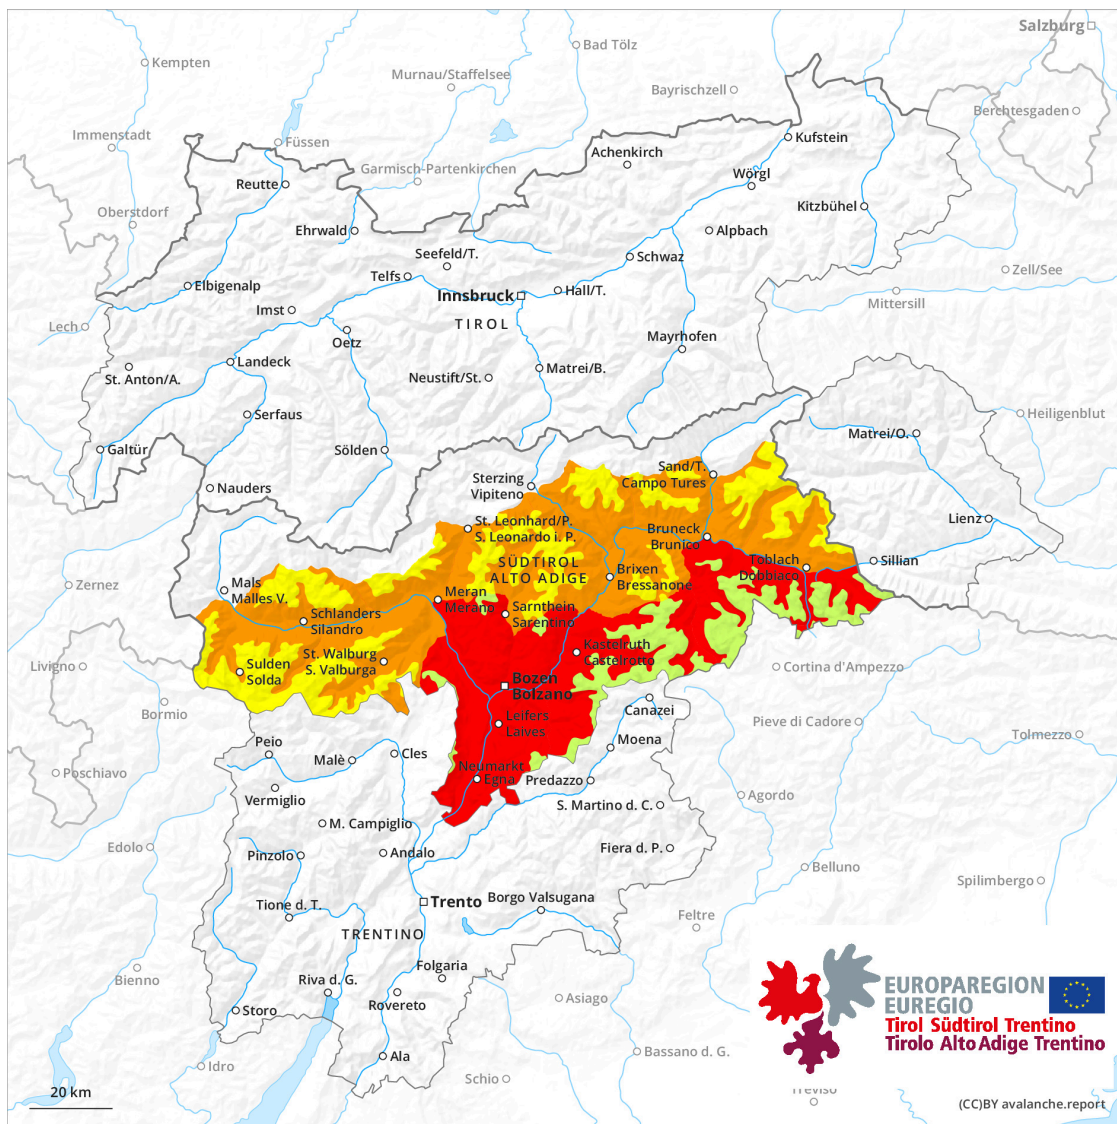 Salzburg
Bad Tölz
Kempten
Murnau/Staffelsee
Bayrischzell
Berchtesgaden
Immenstadt
Füssen
Kufstein
Achenkirch
Garmisch-Partenkirchen
Wörgl
Reutte
Oberstdorf
Kitzbühel
Ehrwald
Alpbach
Seefeld/T.
Schwaz
Zell/See
Telfs
Elbigenalp
Innsbruck
Hall/T.
Mittersill
Imst
TIROL
Lech
Oetz
Mayrhofen
Landeck
Matrei/B.
St. Anton/A.
Neustift/St.
Serfaus
Heiligenblut
Matrei/O.
Galtür
Sölden
Sand/T.
Campo Tures
Sterzing
Vipiteno
Nauders
Lienz
St. Leonhard/P.
S. Leonardo i. P.
Bruneck
Brunico
SÜDTIROL
ALTO ADIGE
Toblach
Dobbiaco
Sillian
Brixen
Bressanone
Zernez
Mals
Malles V.
Meran
Merano
Sarnthein
Sarentino
Schlanders
Silandro
Kastelruth
Castelrotto
St. Walburg
S. Valburga
Livigno
Sulden
Solda
Cortina d'Ampezzo
Bozen
Bolzano
Bormio
Canazei
Leifers
Laives
Pieve di Cadore
Tolmezzo
Peio
Moena
Malè
Cles
Poschiavo
Neumarkt
Egna
Predazzo
Vermiglio
Agordo
S. Martino d. C.
M. Campiglio
Edolo
Pinzolo
Andalo
Fiera d. P.
Belluno
Spilimbergo
Trento
Borgo Valsugana
Tione d. T.
Feltre
TRENTINO
Folgaria
Bienno
Riva d. G.
Rovereto
Asiago
Storo
EUROPAREGION
EUREGIO
Tirol Südtirol Trentino
Tirolo Alto Adige Trentino
Ala
Bassano d. G.
Idro
Schio
Treviso
20 km
(CC)BY avalanche.report